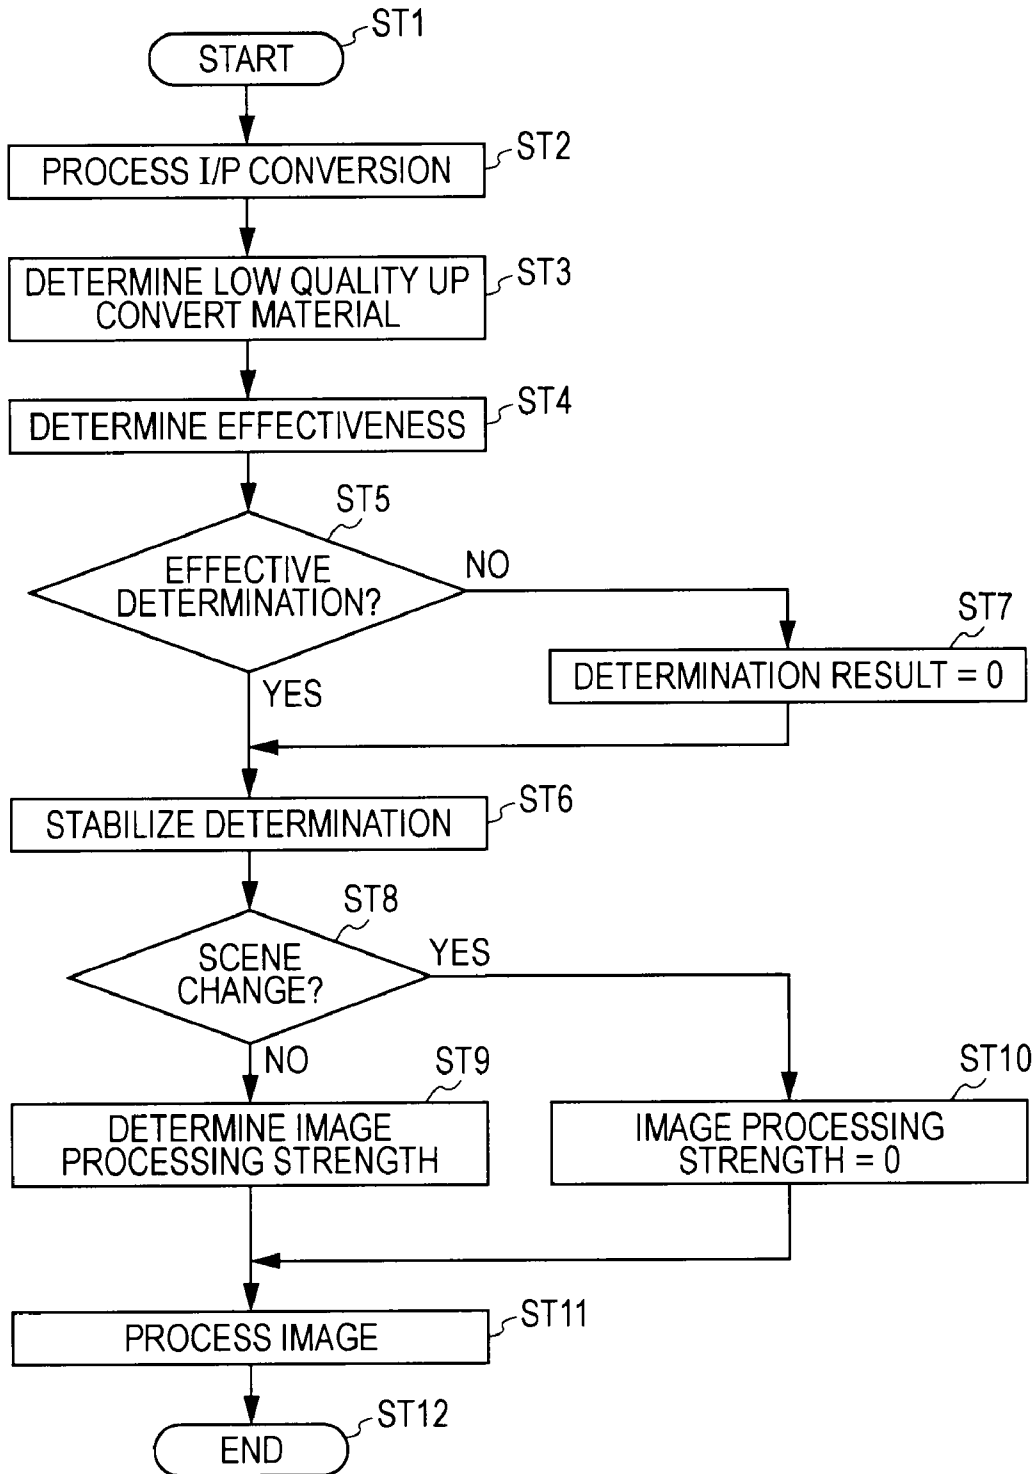 ST1
START
ST2
PROCESS I/P CONVERSION
ST3
DETERMINE LOW QUALITY UP
CONVERT MATERIAL
ST4
DETERMINE EFFECTIVENESS
ST5
EFFECTIVE
DETERMINATION?
NO
YES
ST7
DETERMINATION RESULT = 0
ST6
STABILIZE DETERMINATION
ST8
SCENE
CHANGE?
YES
NO
ST9
DETERMINE IMAGE
PROCESSING STRENGTH
ST10
IMAGE PROCESSING
STRENGTH = 0
ST11
PROCESS IMAGE
ST12
END